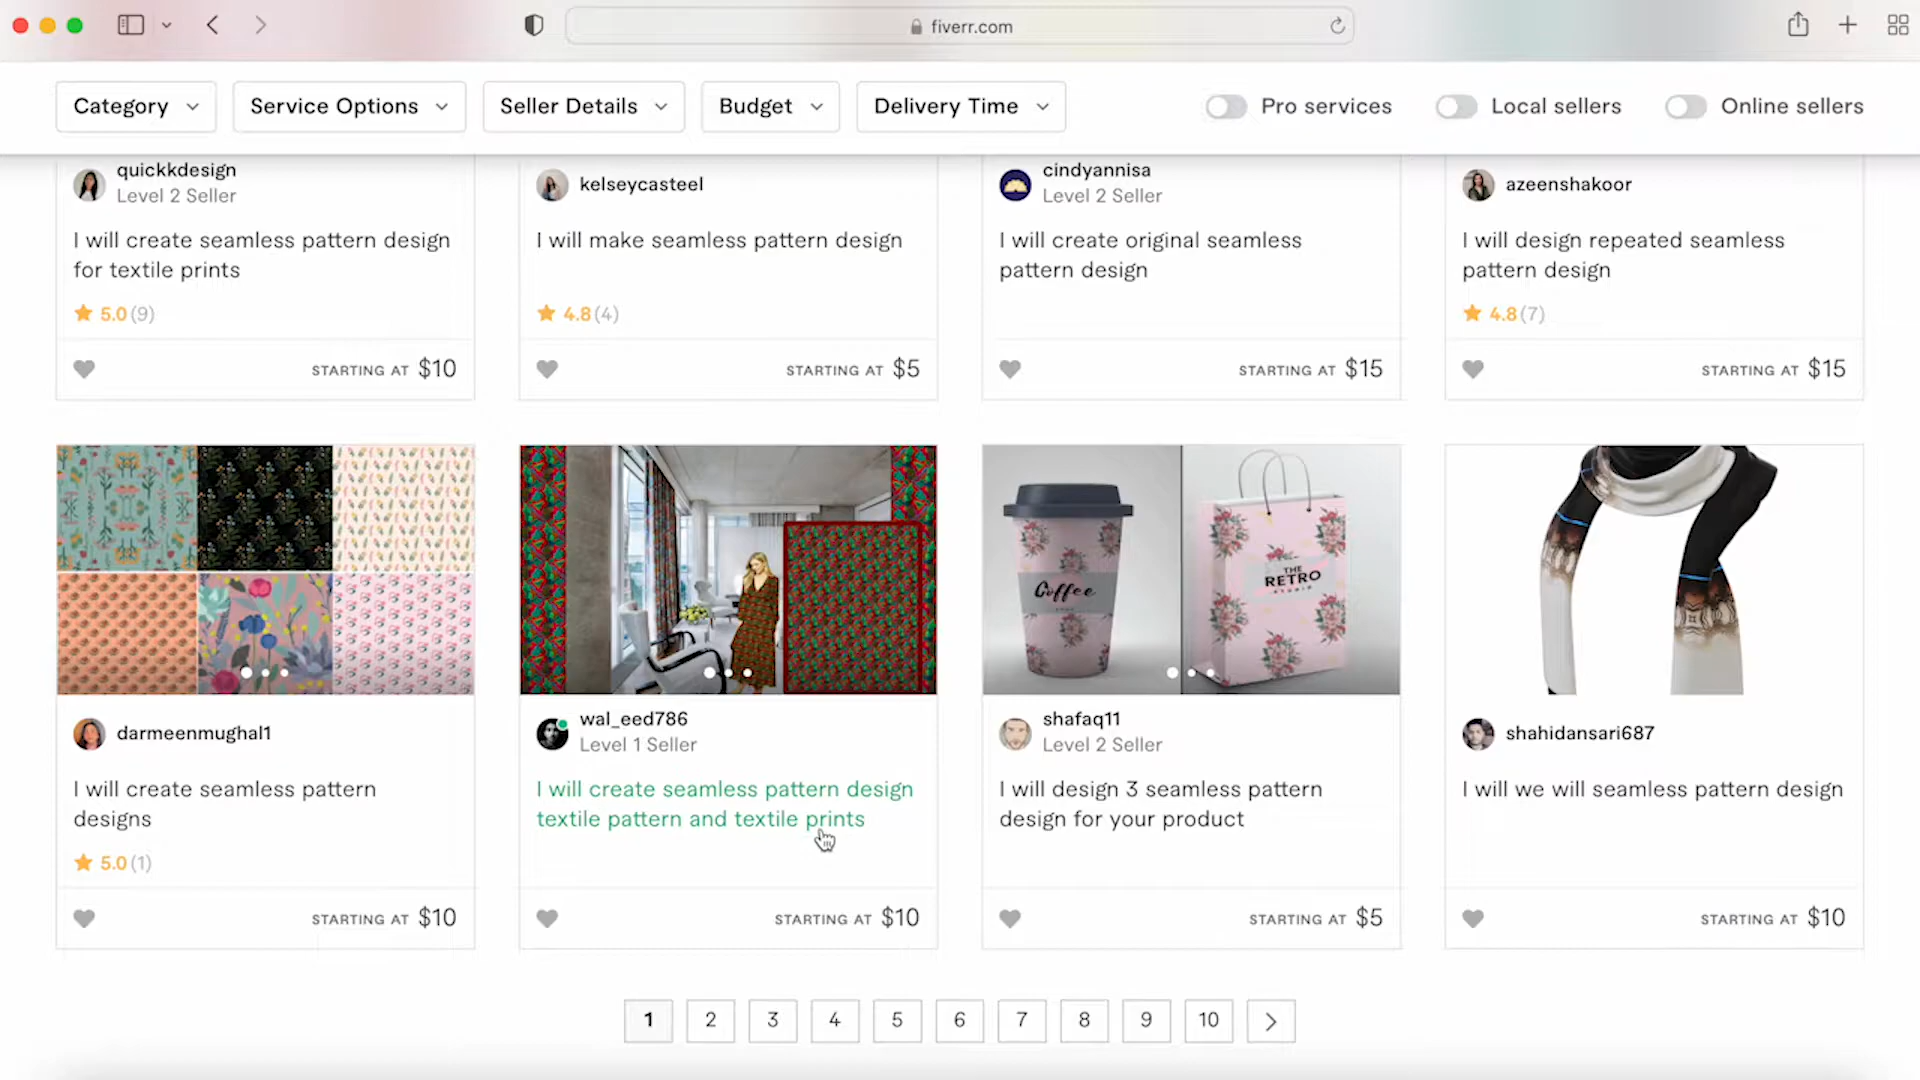 fiverr.com
Category
Service Options
Seller Details
Budget
Delivery Time
Pro services
Local sellers
Online sellers
quickkdesign
Level 2 Seller
I will create seamless pattern design
for textile prints
5.0(9)
STARTING AT $10
kelseycasteel
I will make seamless pattern design
4.8(4)
STARTING AT $5
cindyannisa
Level 2 Seller
I will create original seamless
pattern design
STARTING AT $15
azeenshakoor
I will design repeated seamless
pattern design
4.8(7)
STARTING AT $15
darmeenmughal1
I will create seamless pattern
designs
5.0(1)
STARTING AT $10
wal_eed786
Level 1 Seller
I will create seamless pattern design
textile pattern and textile prints
STARTING AT $10
Coffee
THE
RETRO
STUDIO
shafaq11
Level 2 Seller
I will design 3 seamless pattern
design for your product
STARTING AT $5
shahidansari687
I will we will seamless pattern design
STARTING AT $10
1 2 3 4 5 6 7 8 9 10